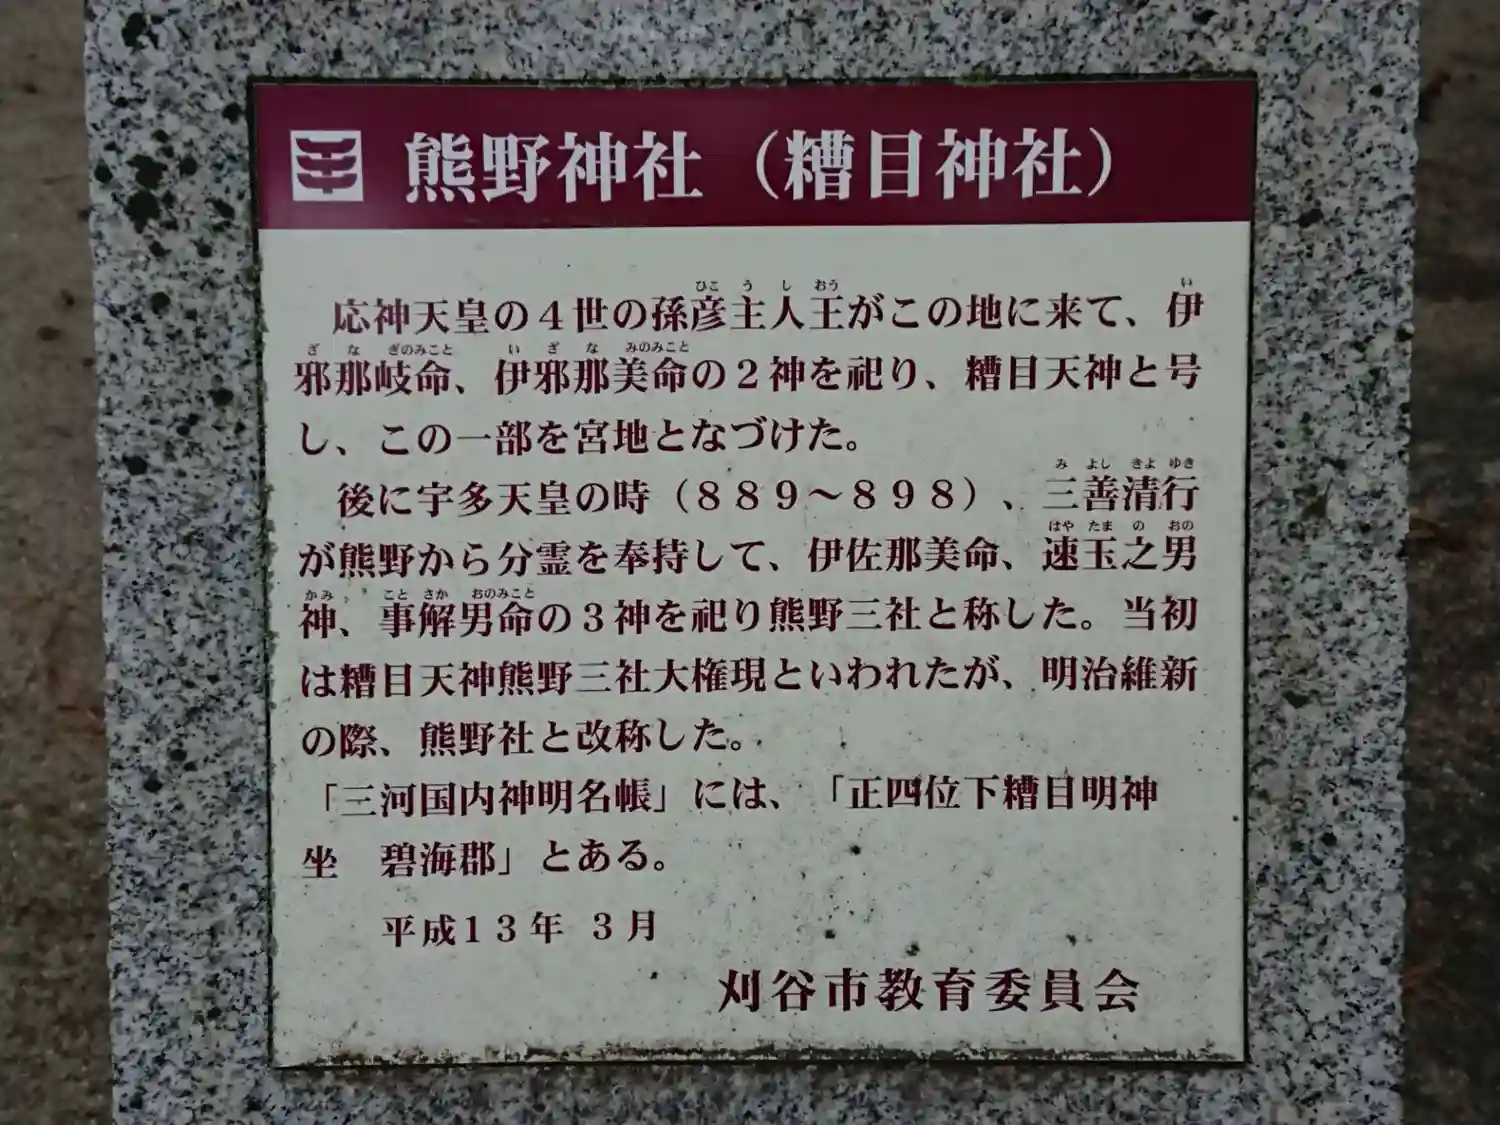 熊野神社（糟目神社）
応神天皇の４世の孫彦主人王がこの地に来て、伊
邪那岐命、伊邪那美命の２神を祀り、糟目天神と号
し、この一部を宮地となづけた。
後に宇多天皇の時（８８９～８９８）、三善清行
が熊野から分霊を奉持して、伊佐那美命、速玉之男
神、事解男命の３神を祀り熊野三社と称した。当初
は糟目天神熊野三社大権現といわれたが、明治維新
の際、熊野社と改称した。
「三河国内神明名帳」には、「正四位下糟目明神
坐　碧海郡」とある。
平成１３年 ３月
刈谷市教育委員会